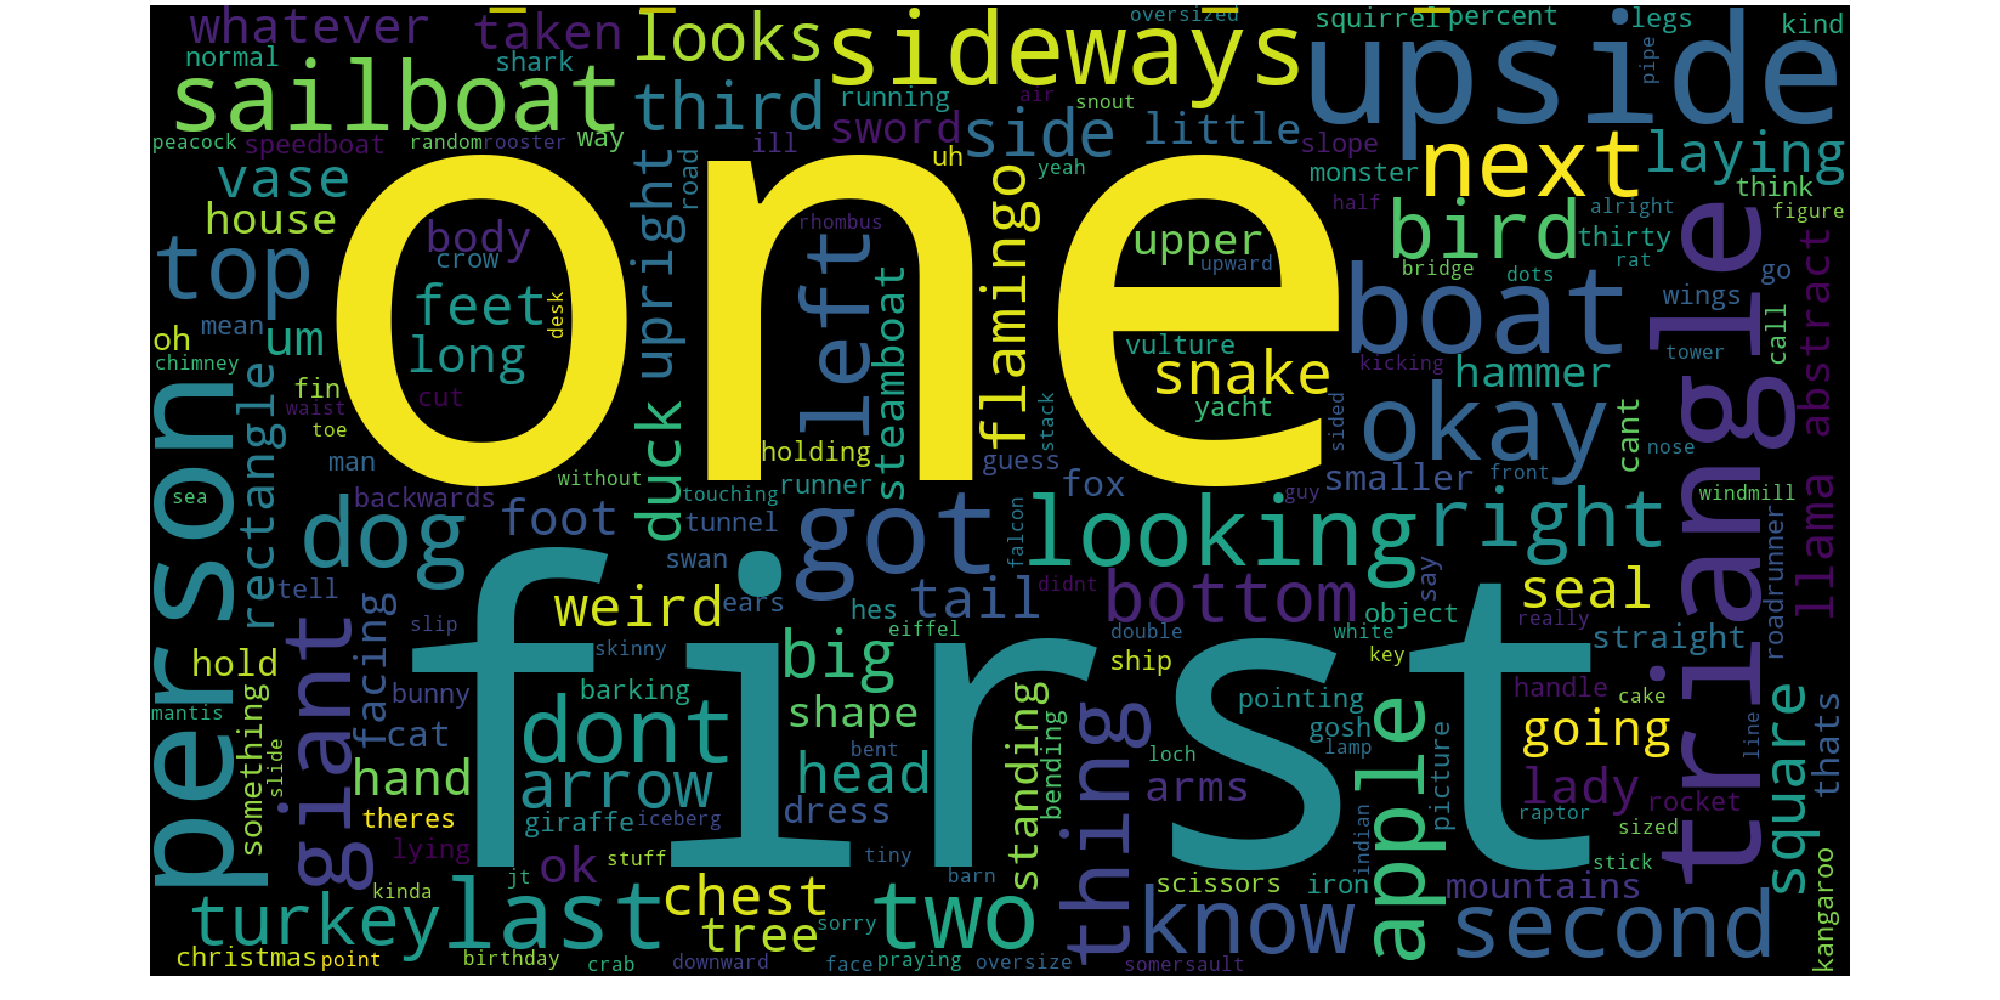 whatever
taken
looks
sideways
oversized
squirrel
percent
legs
kind
normal
shark
upside
pipe
sailboat
third
running
air
snout
sword
side
little
next
laying
peacock
speedboat
random
rooster
way
ill
uh
yeah
slope
monster
think
vase
upright
road
one
flamingo
house
half
bird
alright
figure
top
body
crow
rhombus
left
upper
upward
thirty
rat
triangle
abstract
feet
desk
steamboat
bridge
dots
boat
wings
go
oh
mean
um
long
vulture
snake
kicking
hammer
tower
call
chimney
person
rectangle
fin
waist
toe
cut
duck
yacht
sided
okay
cant
man
holding
stack
guess
fox
smaller
front
nose
sea
backwards
without
touching
runner
guy
windmill
dog
foot
tunnel
got
falcon
looking
right
llama
roadrunner
tell
swan
didnt
tail
bottom
say
seal
giant
facing
first
weird
ears
hes
object
really
slip
eiffel
double
white
straight
hold
skinny
big
ship
key
bunny
barking
pointing
handle
cake
mantis
something
slide
cat
dont
shape
standing
bending
thing
gosh
lamp
apple
picture
going
line
square
thats
bent
loch
hand
arrow
head
arms
lady
rocket
theres
giraffe
iceberg
dress
indian
raptor
sized
lying
ok
stuff
tiny
stick
kinda
jt
barn
scissors
iron
mountains
kangaroo
turkey
last
chest
tree
sorry
two
know
second
christmas
point
birthday
crab
downward
face
praying
oversize
somersault